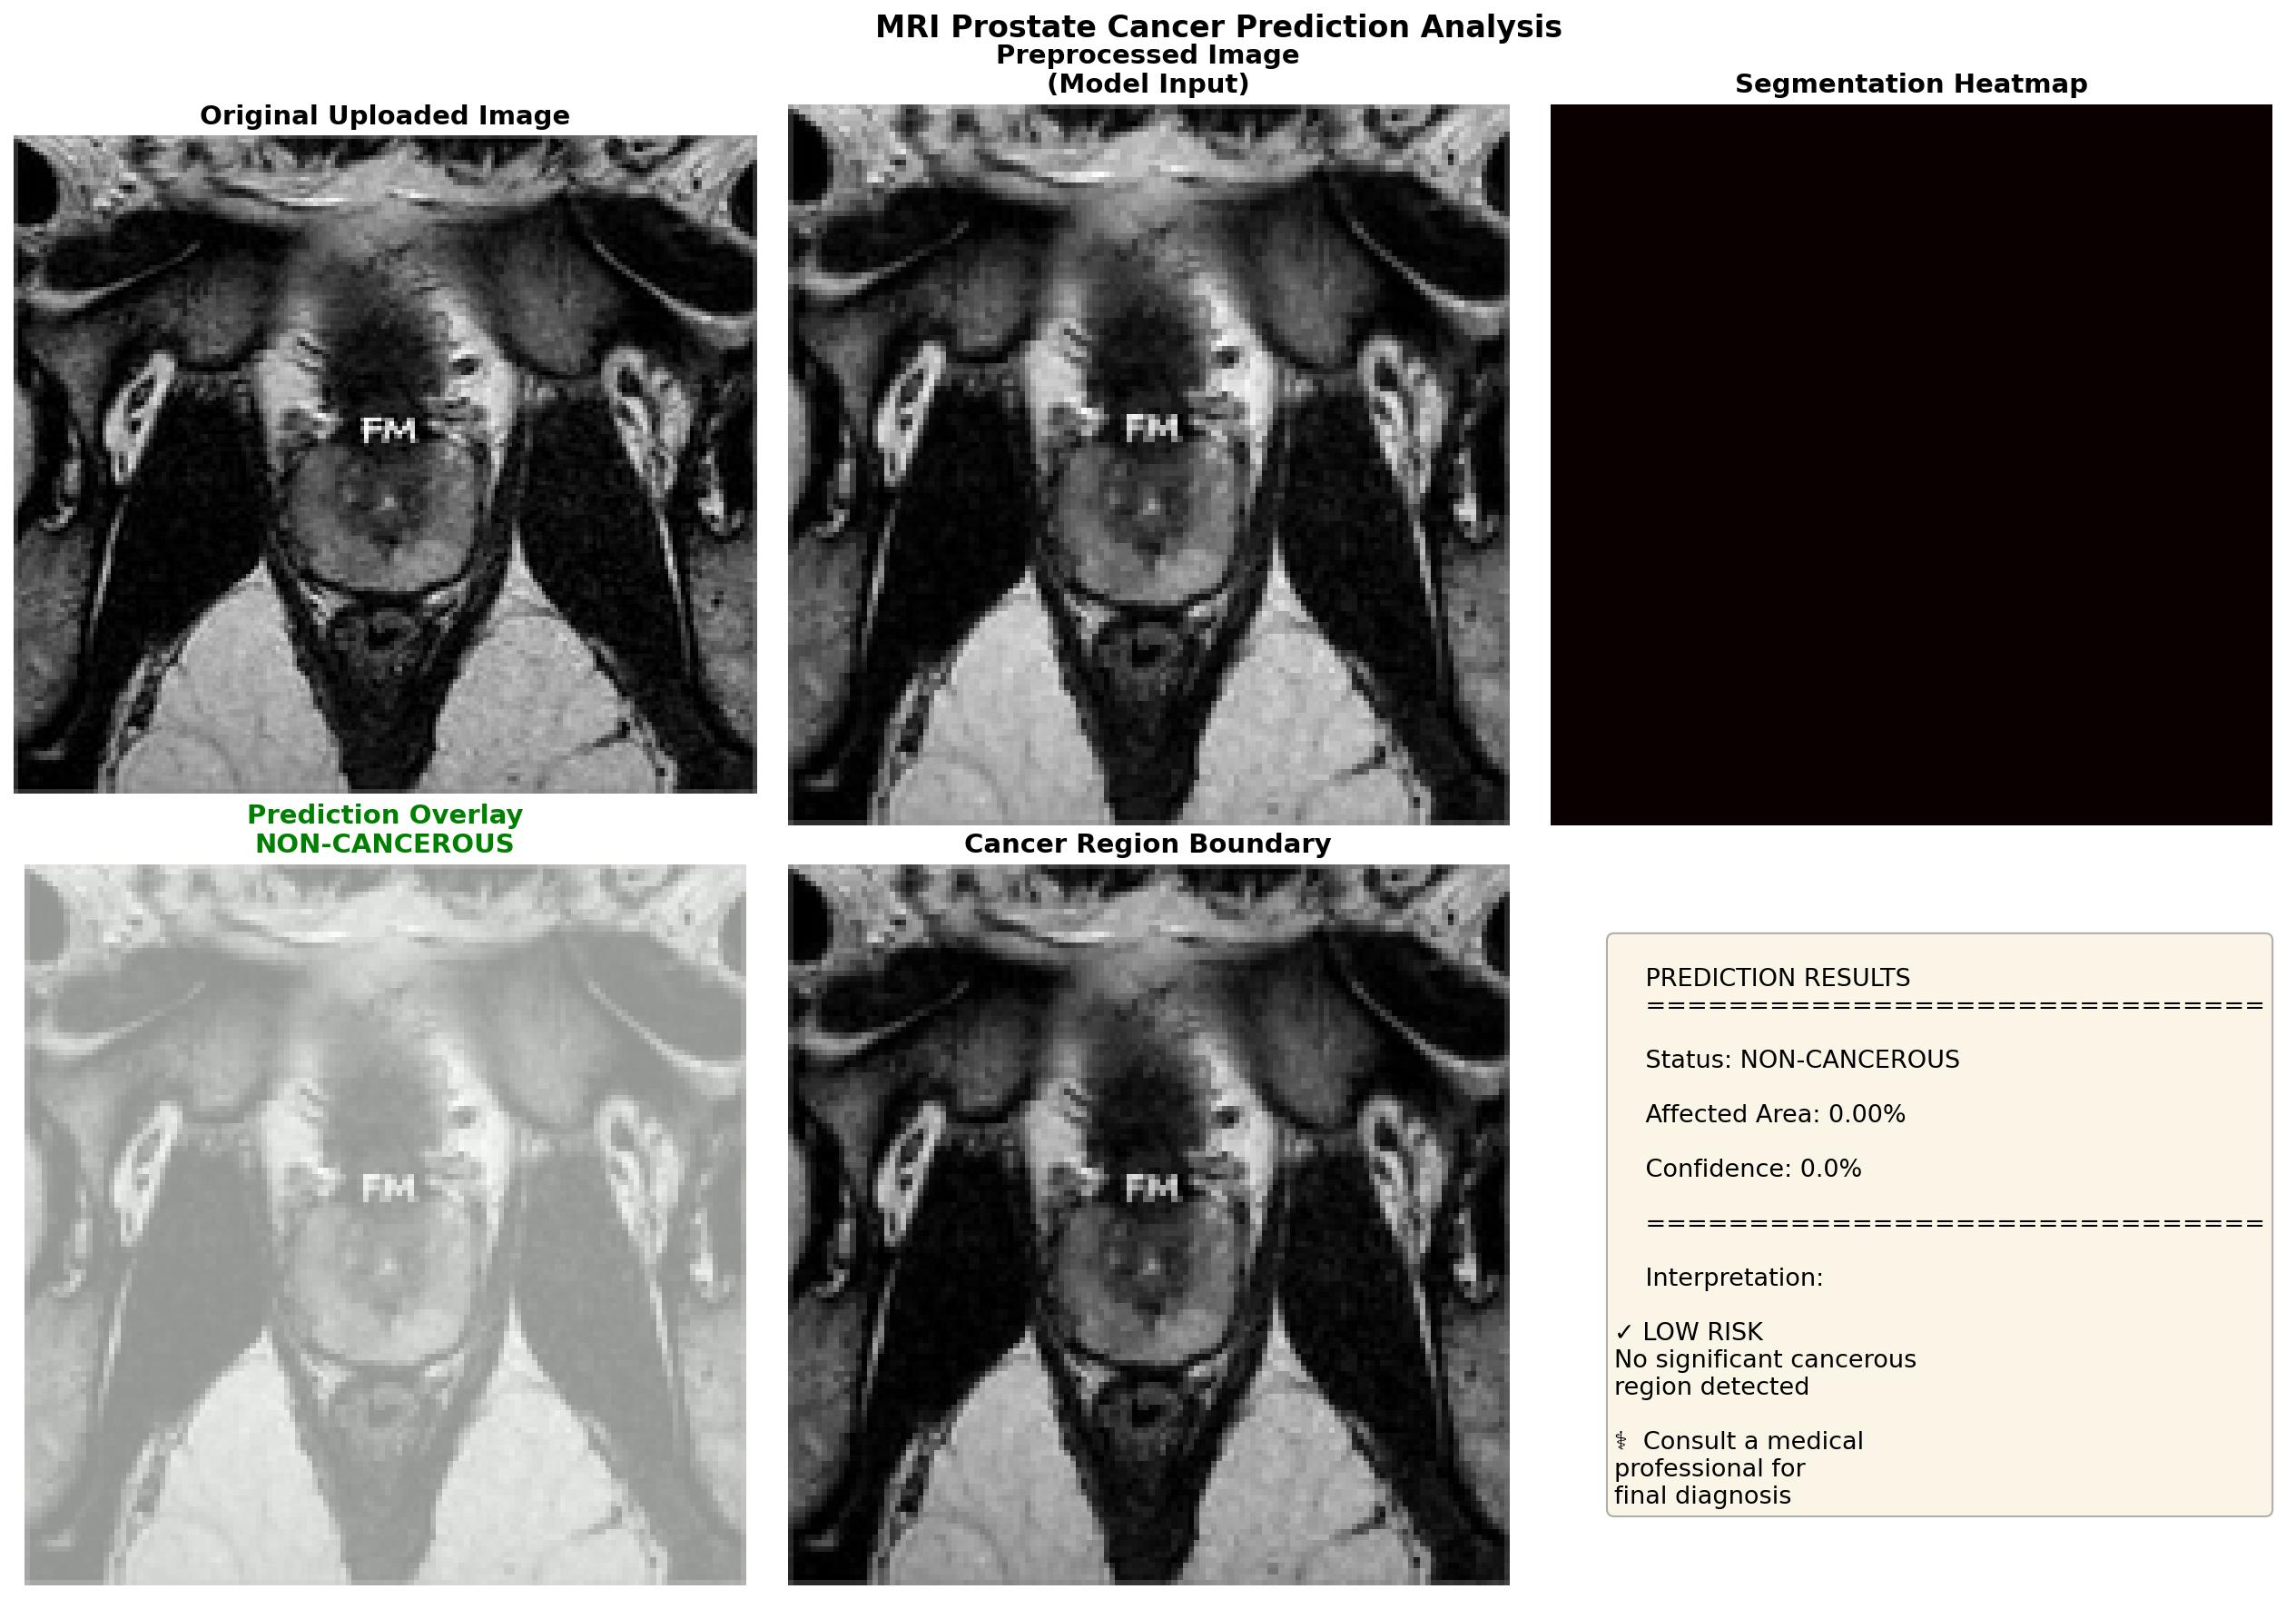 MRI Prostate Cancer Prediction Analysis
Original Uploaded Image
FM
Preprocessed Image
(Model Input)
FM
Segmentation Heatmap
Prediction Overlay
NON-CANCEROUS
FM
Cancer Region Boundary
FM
PREDICTION RESULTS
==============================
Status: NON-CANCEROUS
Affected Area: 0.00%
Confidence: 0.0%
==============================
Interpretation:
✓ LOW RISK
No significant cancerous
region detected
⚕ Consult a medical
professional for
final diagnosis